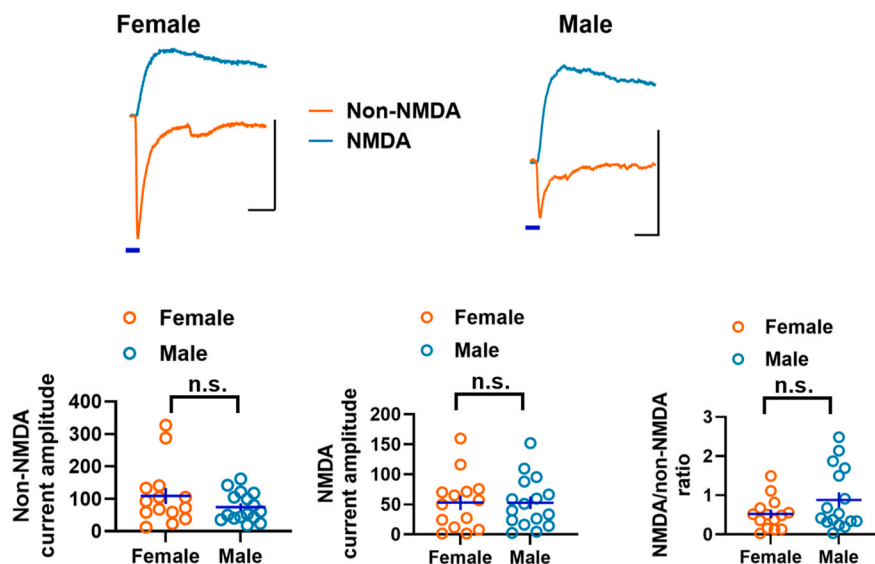 Female
Male
Non-NMDA
NMDA
Female
Male
Non-NMDA
current amplitude
400
300
200
100
0
n.s.
Female
Male
Female
Male
NMDA
current amplitude
200
150
100
50
0
n.s.
Female
Male
Female
Male
NMDA/non-NMDA
ratio
3
2
1
0
n.s.
Female
Male